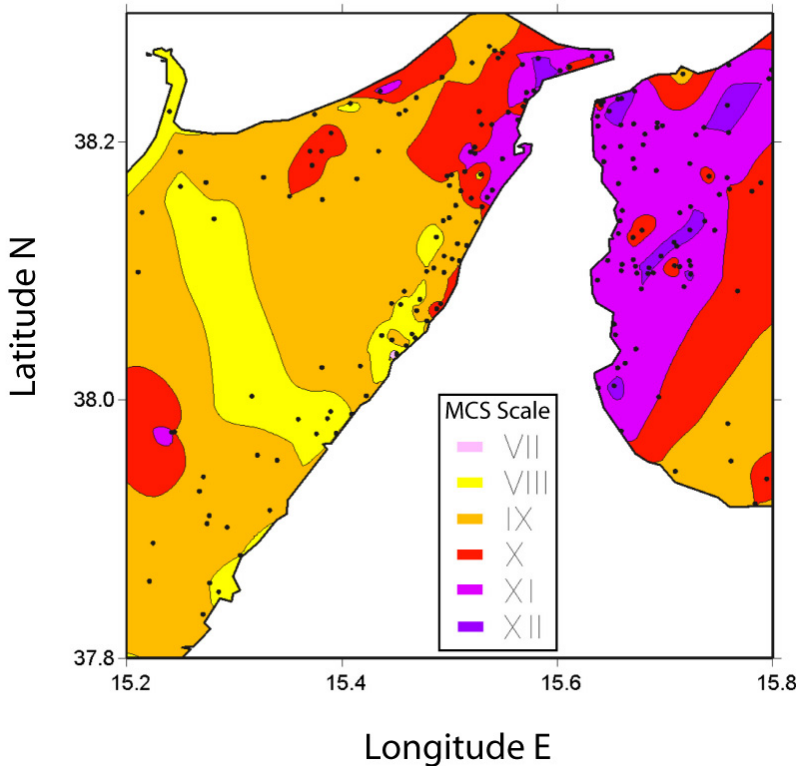 38.2
38.0
37.8
15.2
15.4
15.6
15.8
Latitude N
Longitude E
MCS Scale
VII
VIII
IX
X
XI
XII